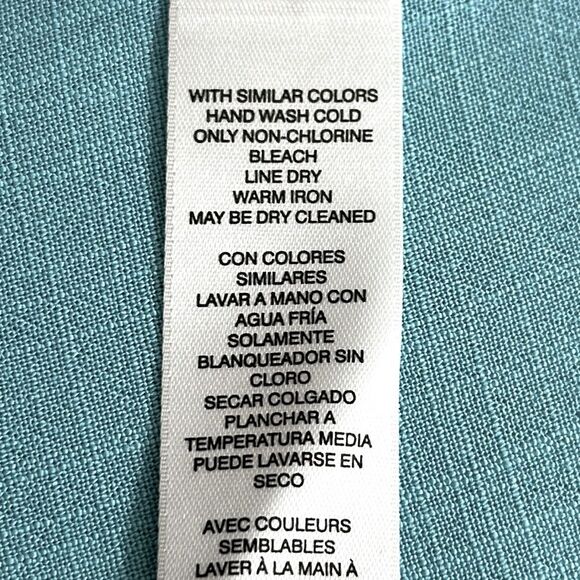 WITH SIMILAR COLORS
HAND WASH COLD
ONLY NON-CHLORINE
BLEACH
LINE DRY
WARM IRON
MAY BE DRY CLEANED
CON COLORES
SIMILARES
LAVAR A MANO CON
AGUA FRÍA
SOLAMENTE
BLANQUEADOR SIN
CLORO
SECAR COLGADO
PLANCHAR A
TEMPERATURA MEDIA
PUEDE LAVARSE EN
SECO
AVEC COULEURS
SEMBLABLES
LAVER À LA MAIN À